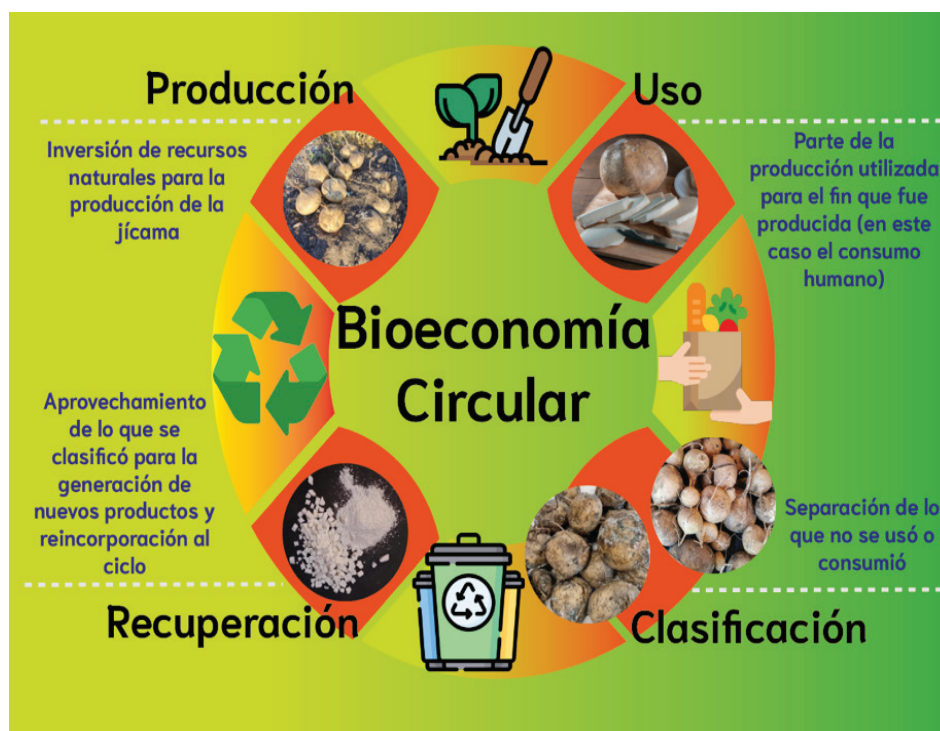 Producción
Inversión de recursos
naturales para la
producción de la
jícama
Uso
Parte de la
producción utilizada
para el fin que fue
producida (en este
caso el consumo
humano)
Bioeconomía
Circular
Aprovechamiento
de lo que se
clasificó para la
generación de
nuevos productos y
reincorporación al
ciclo
Recuperación
Separación de lo
que no se usó o
consumió
Clasificación